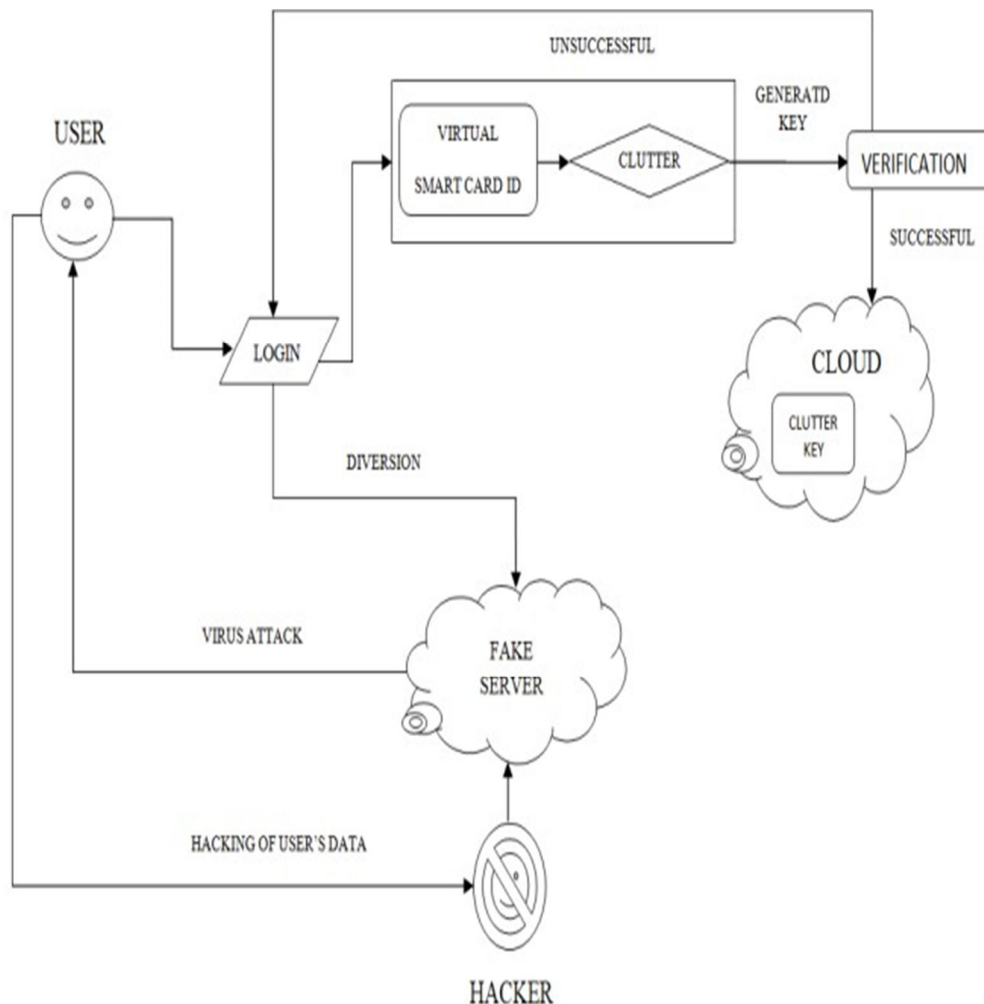 UNSUCCESSFUL
GENERATD
KEY
USER
VIRTUAL
SMART CARD ID
CLUTTER
VERIFICATION
SUCCESSFUL
LOGIN
CLOUD
CLUTTER
KEY
DIVERSION
VIRUS ATTACK
FAKE
SERVER
HACKING OF USER'S DATA
HACKER